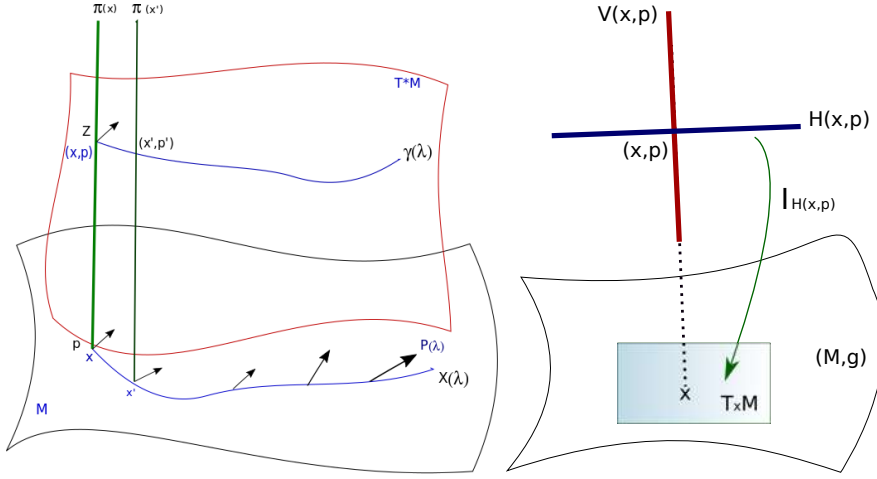 π(x) π(x')
T*M
Z
(x,p) (x',p')
γ(λ)
p
x
x'
P(λ)
X(λ)
M
V(x,p)
H(x,p)
(x,p)
I H(x,p)
(M,g)
x
TxM